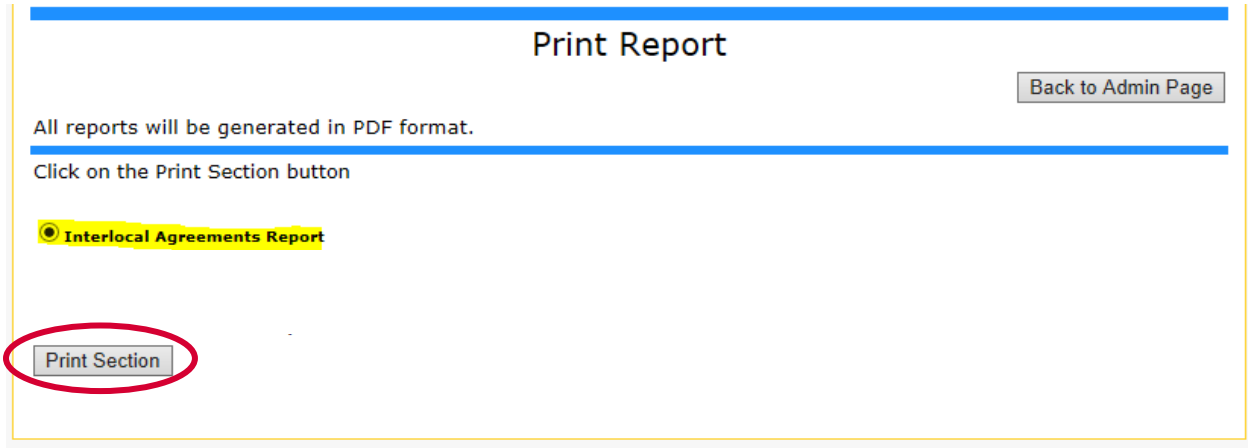 Print Report
Back to Admin Page
All reports will be generated in PDF format.
Click on the Print Section button
Interlocal Agreements Report
Print Section